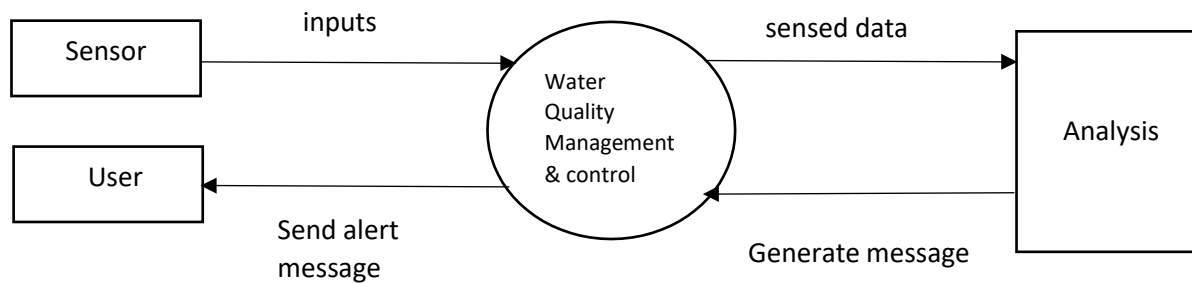 inputs
sensed data
Sensor
Water
Quality
Management
& control
Analysis
User
Send alert
message
Generate message